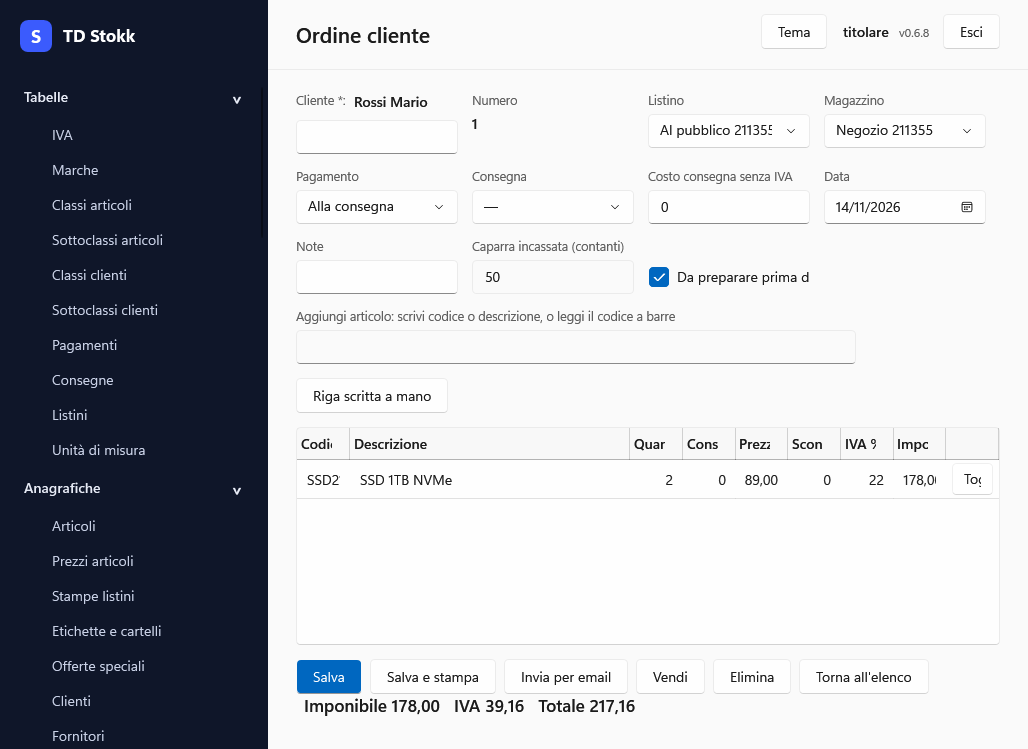 S TD Stokk
Tabelle
IVA
Marche
Classi articoli
Sottoclassi articoli
Classi clienti
Sottoclassi clienti
Pagamenti
Consegne
Listini
Unità di misura
Anagrafiche
Articoli
Prezzi articoli
Stampe listini
Etichette e cartelli
Offerte speciali
Clienti
Fornitori
Ordine cliente
Tema titolare v0.6.8 Esci
Cliente *: Rossi Mario Numero Listino Magazzino
1 Al pubblico 211355 Negozio 211355
Pagamento Consegna Costo consegna senza IVA Data
Alla consegna — 0 14/11/2026
Note Caparra incassata (contanti)
50 Da preparare prima d
Aggiungi articolo: scrivi codice o descrizione, o leggi il codice a barre
Riga scritta a mano
Codic Descrizione Quar Cons Prezz Scon IVA % Impc
SSD2 SSD 1TB NVMe 2 0 89,00 0 22 178,0 Tog
Salva Salva e stampa Invia per email Vendi Elimina Torna all'elenco
Imponibile 178,00 IVA 39,16 Totale 217,16